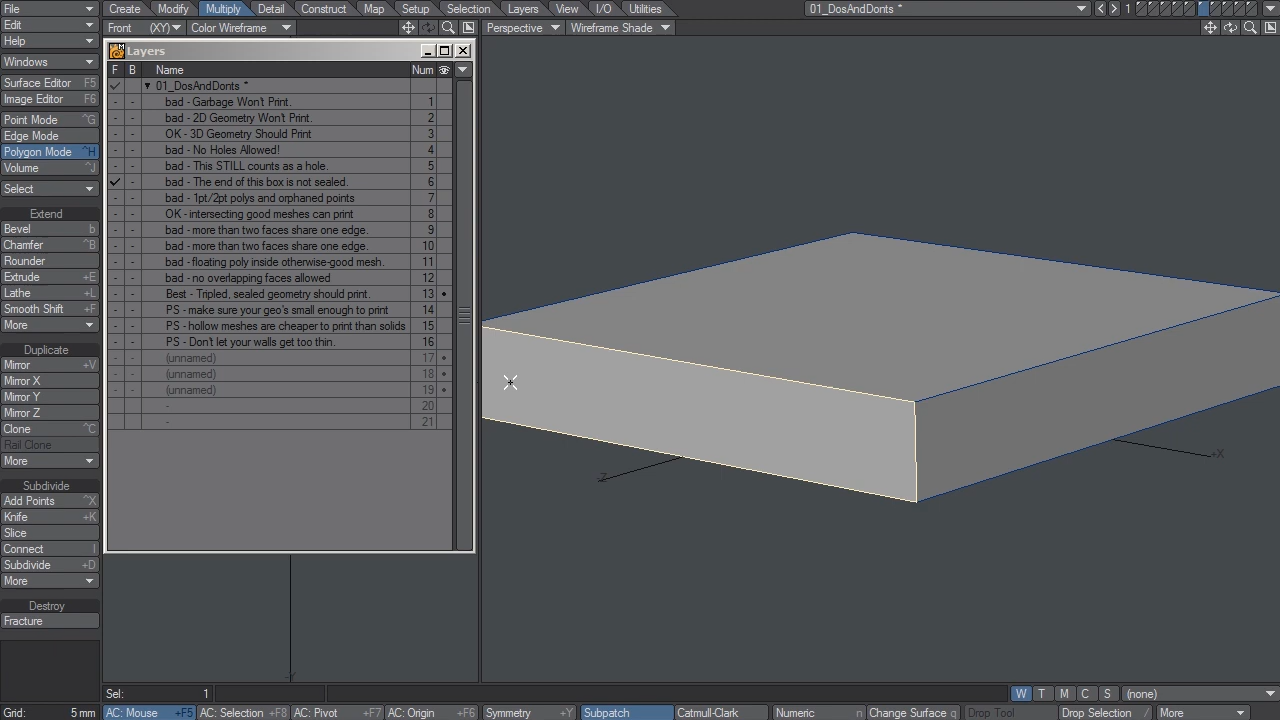 File Create Modify Multiply Detail Construct Map Setup Selection Layers View I/O Utilities 01_DosAndDonts * 1
Edit Front (XY) Color Wireframe Perspective Wireframe Shade
Help
Windows
Surface Editor F5
Image Editor F6
Point Mode ^G
Edge Mode
Polygon Mode ^H
Volume ^J
Select
Extend
Bevel b
Chamfer ^B
Rounder
Extrude +E
Lathe +L
Smooth Shift +F
More
Duplicate
Mirror +V
Mirror X
Mirror Y
Mirror Z
Clone ^C
Rail Clone
More
Subdivide
Add Points ^X
Knife +K
Slice
Connect l
Subdivide +D
More
Destroy
Fracture
Layers
F B Name Num
01_DosAndDonts *
bad - Garbage Won't Print. 1
bad - 2D Geometry Won't Print. 2
OK - 3D Geometry Should Print 3
bad - No Holes Allowed! 4
bad - This STILL counts as a hole. 5
bad - The end of this box is not sealed. 6
bad - 1pt/2pt polys and orphaned points 7
OK - intersecting good meshes can print 8
bad - more than two faces share one edge. 9
bad - more than two faces share one edge. 10
bad - floating poly inside otherwise-good mesh. 11
bad - no overlapping faces allowed 12
Best - Tripled, sealed geometry should print. 13
PS - make sure your geo's small enough to print 14
PS - hollow meshes are cheaper to print than solids 15
PS - Don't let your walls get too thin. 16
(unnamed) 17
(unnamed) 18
(unnamed) 19
- 20
- 21
+X
-Z
-Y
Sel: 1 W T M C S (none)
Grid: 5 mm AC: Mouse +F5 AC: Selection +F8 AC: Pivot +F7 AC: Origin +F6 Symmetry +Y Subpatch Catmull-Clark Numeric n Change Surface q Drop Tool Drop Selection / More